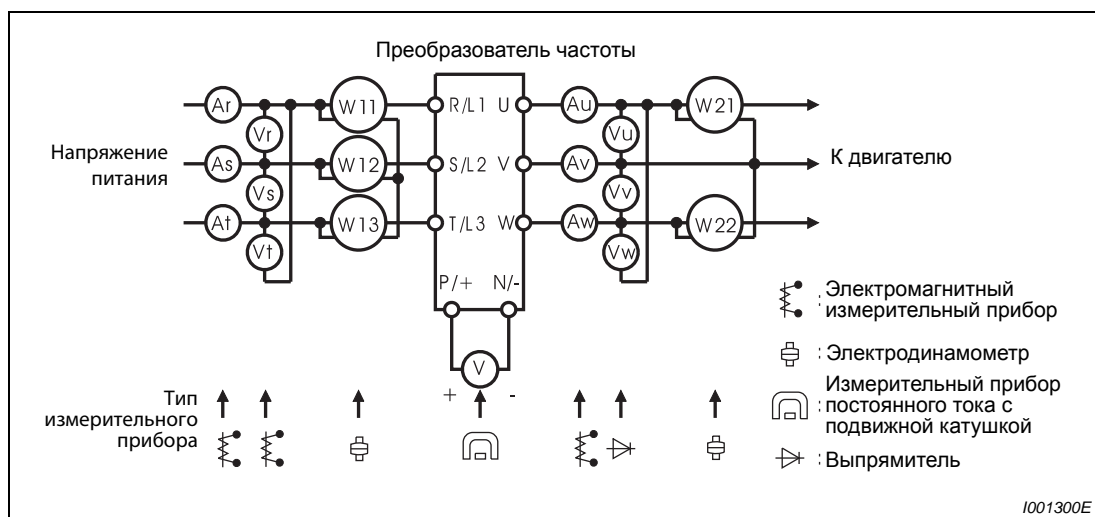 Преобразователь частоты
Ar
W11
R/L1 U
Au
W21
Vr
Vu
Напряжение
питания
As
W12
S/L2 V
Av
К двигателю
Vs
Vv
At
W13
T/L3 W
Aw
W22
Vt
Vw
P/+ N/-
V
+ -
: Электромагнитный
измерительный прибор
: Электродинамометр
Тип
измерительного
прибора
Измерительный прибор
: постоянного тока с
подвижной катушкой
: Выпрямитель
I001300E